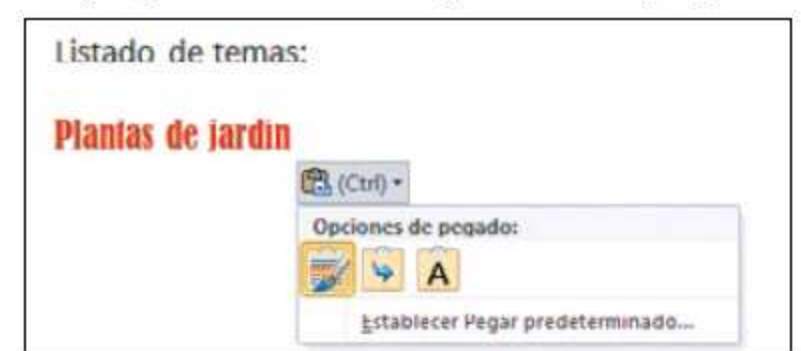 Listado de temas:
Plantas de jardin
(Ctrl)
Opciones de pegado:
A
Establecer Pegar predeterminado...